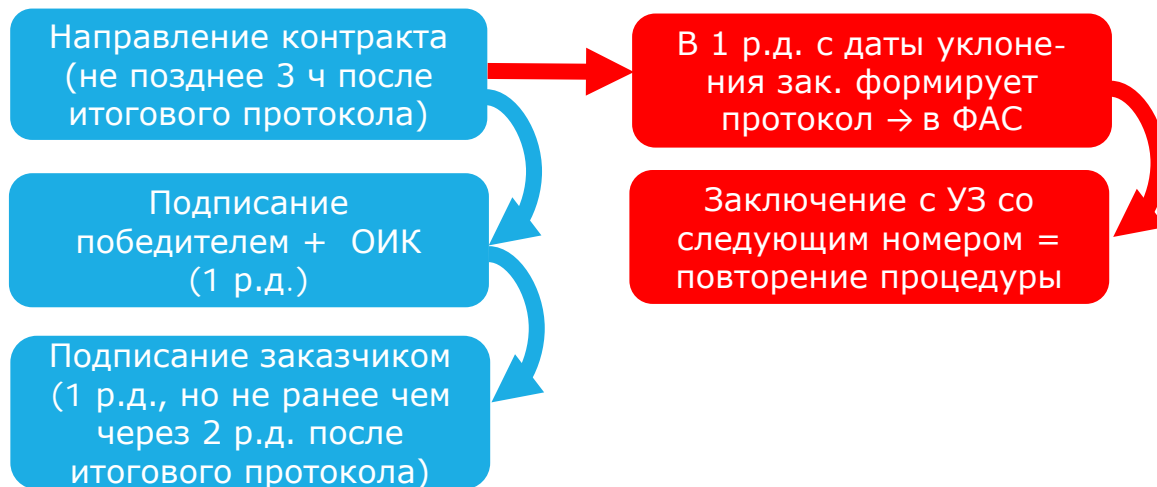 Направление контракта
(не позднее 3 ч после
итогового протокола)
Подписание
победителем + ОИК
(1 р.д.)
Подписание заказчиком
(1 р.д., но не ранее чем
через 2 р.д. после
итогового протокола)
В 1 р.д. с даты уклоне-
ния зак. формирует
протокол → в ФАС
Заключение с УЗ со
следующим номером =
повторение процедуры